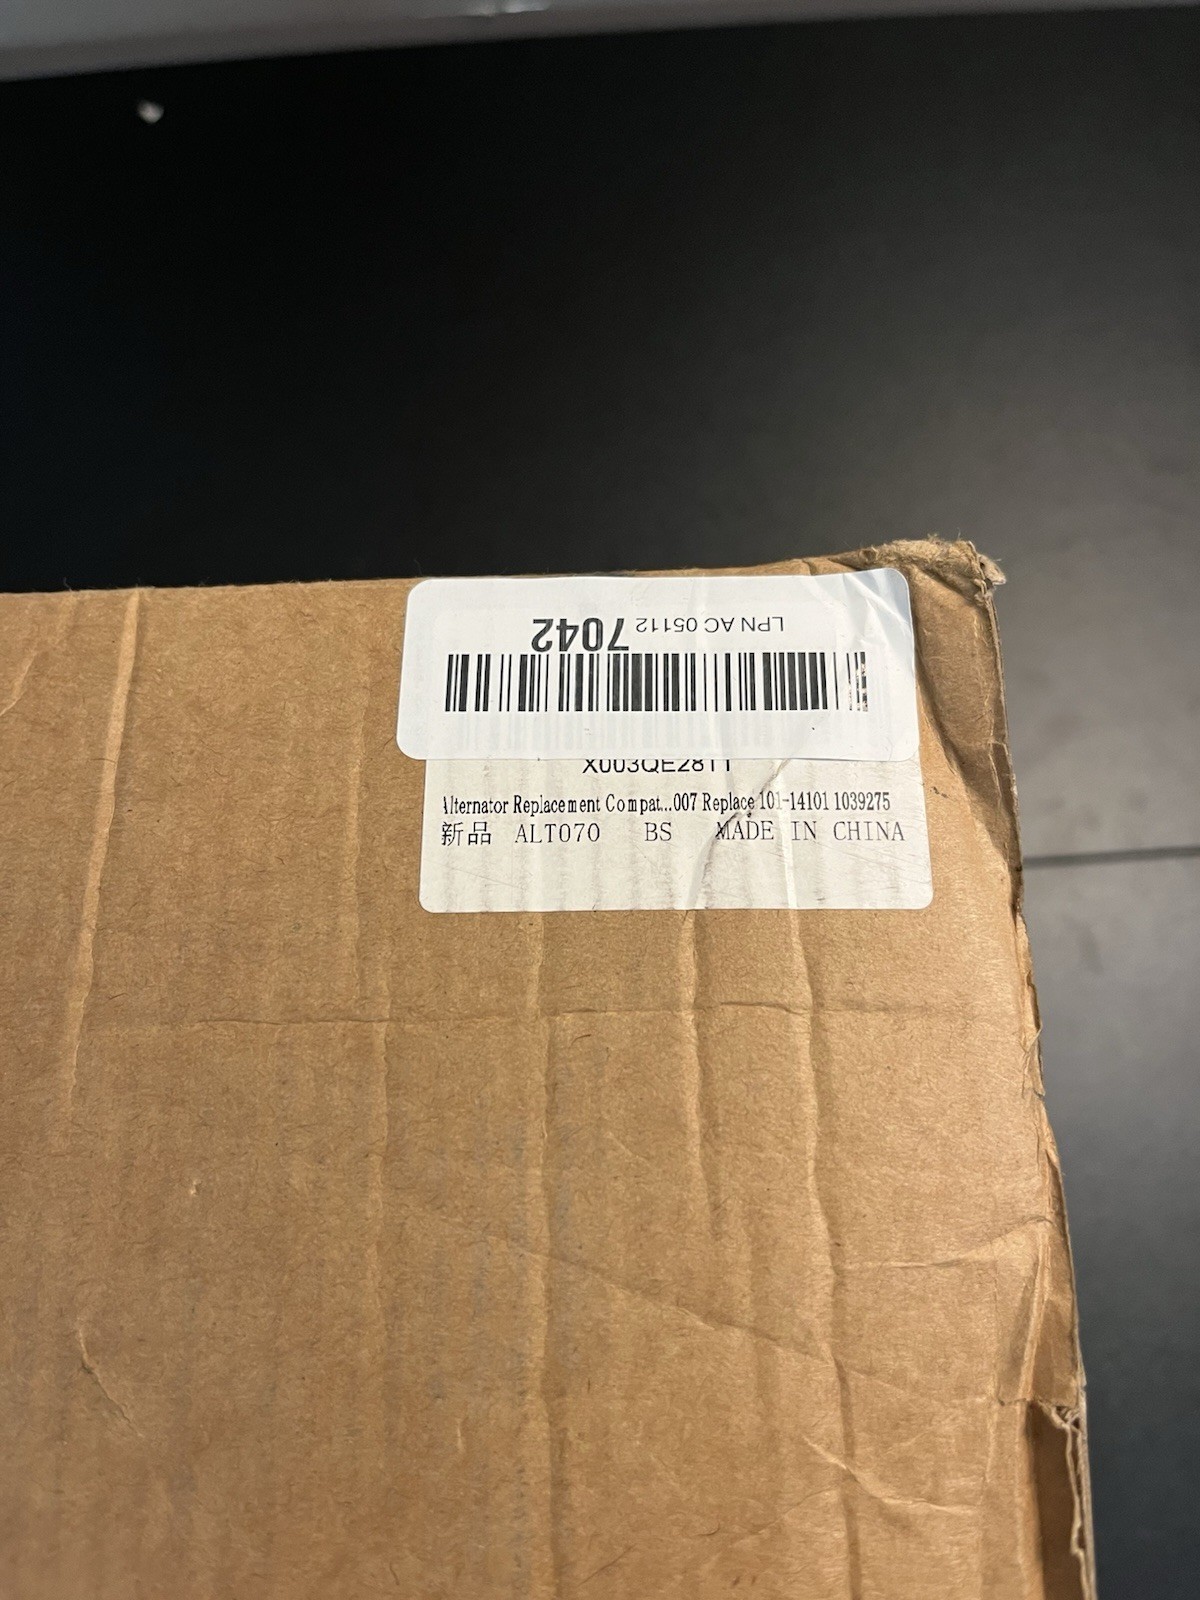 LPN AC 05112 7042
X003QE2811
Alternator Replacement Compat...007 Replace 101-14101 1039275
新品 ALT070 BS MADE IN CHINA